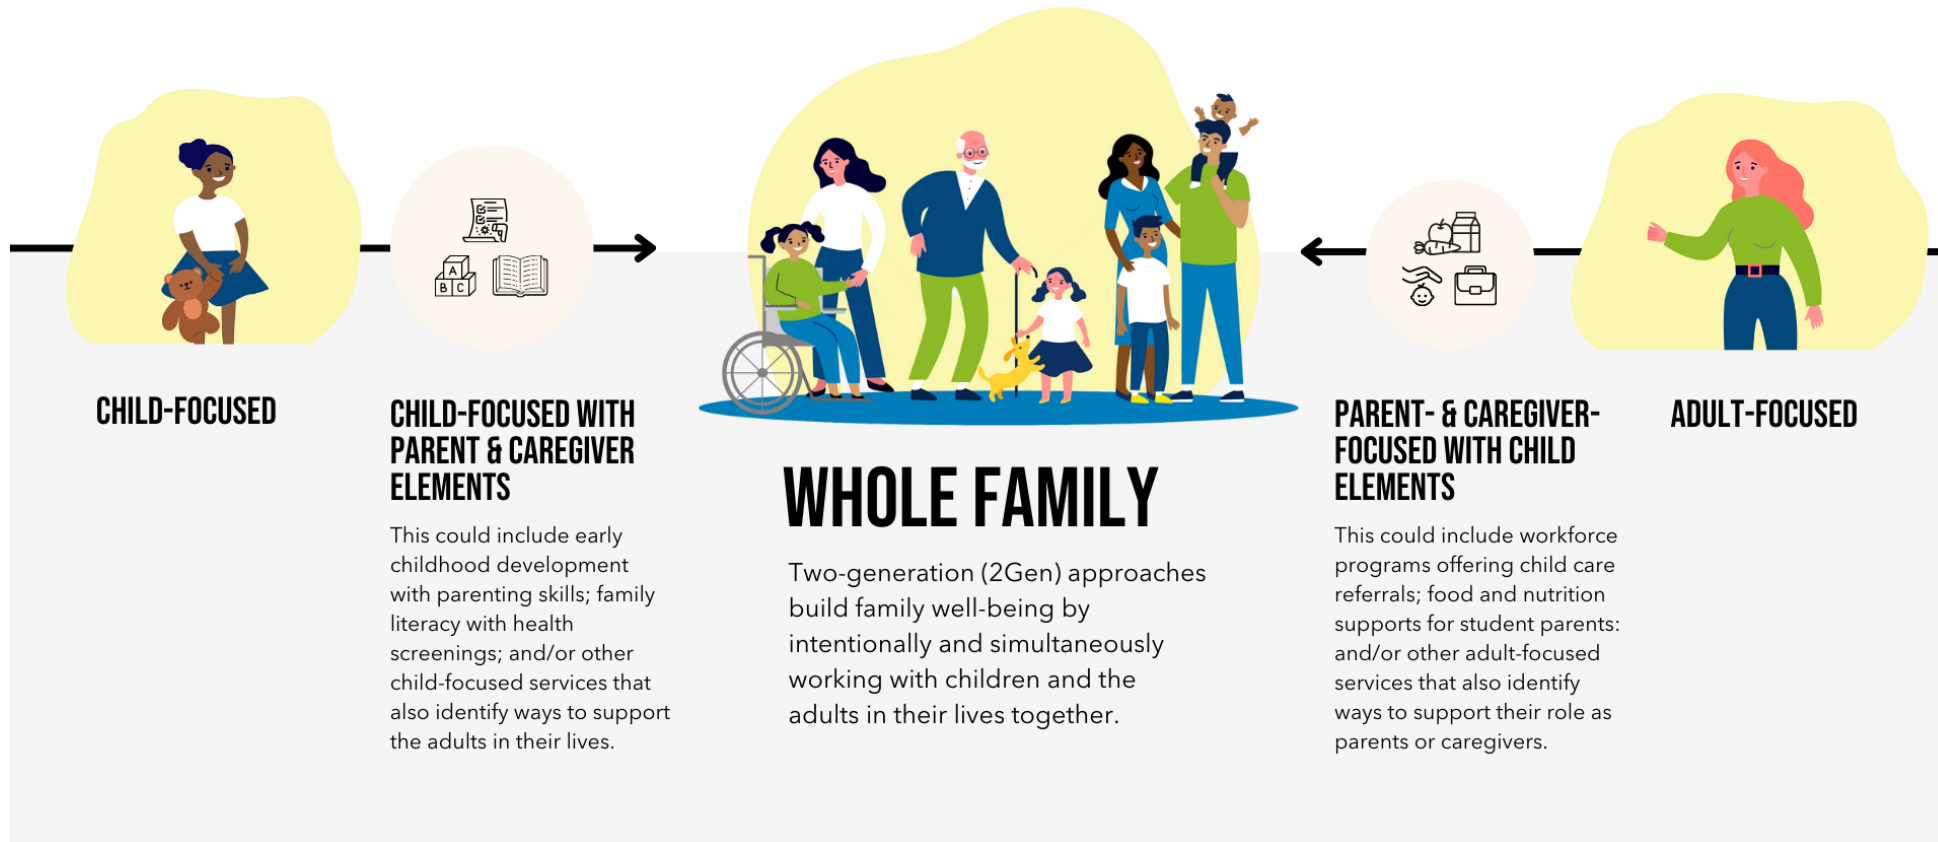 CHILD-FOCUSED
CHILD-FOCUSED WITH
PARENT & CAREGIVER
ELEMENTS
This could include early
childhood development
with parenting skills; family
literacy with health
screenings; and/or other
child-focused services that
also identify ways to support
the adults in their lives.
A
B C
WHOLE FAMILY
Two-generation (2Gen) approaches
build family well-being by
intentionally and simultaneously
working with children and the
adults in their lives together.
PARENT- & CAREGIVER-
FOCUSED WITH CHILD
ELEMENTS
This could include workforce
programs offering child care
referrals; food and nutrition
supports for student parents:
and/or other adult-focused
services that also identify
ways to support their role as
parents or caregivers.
ADULT-FOCUSED